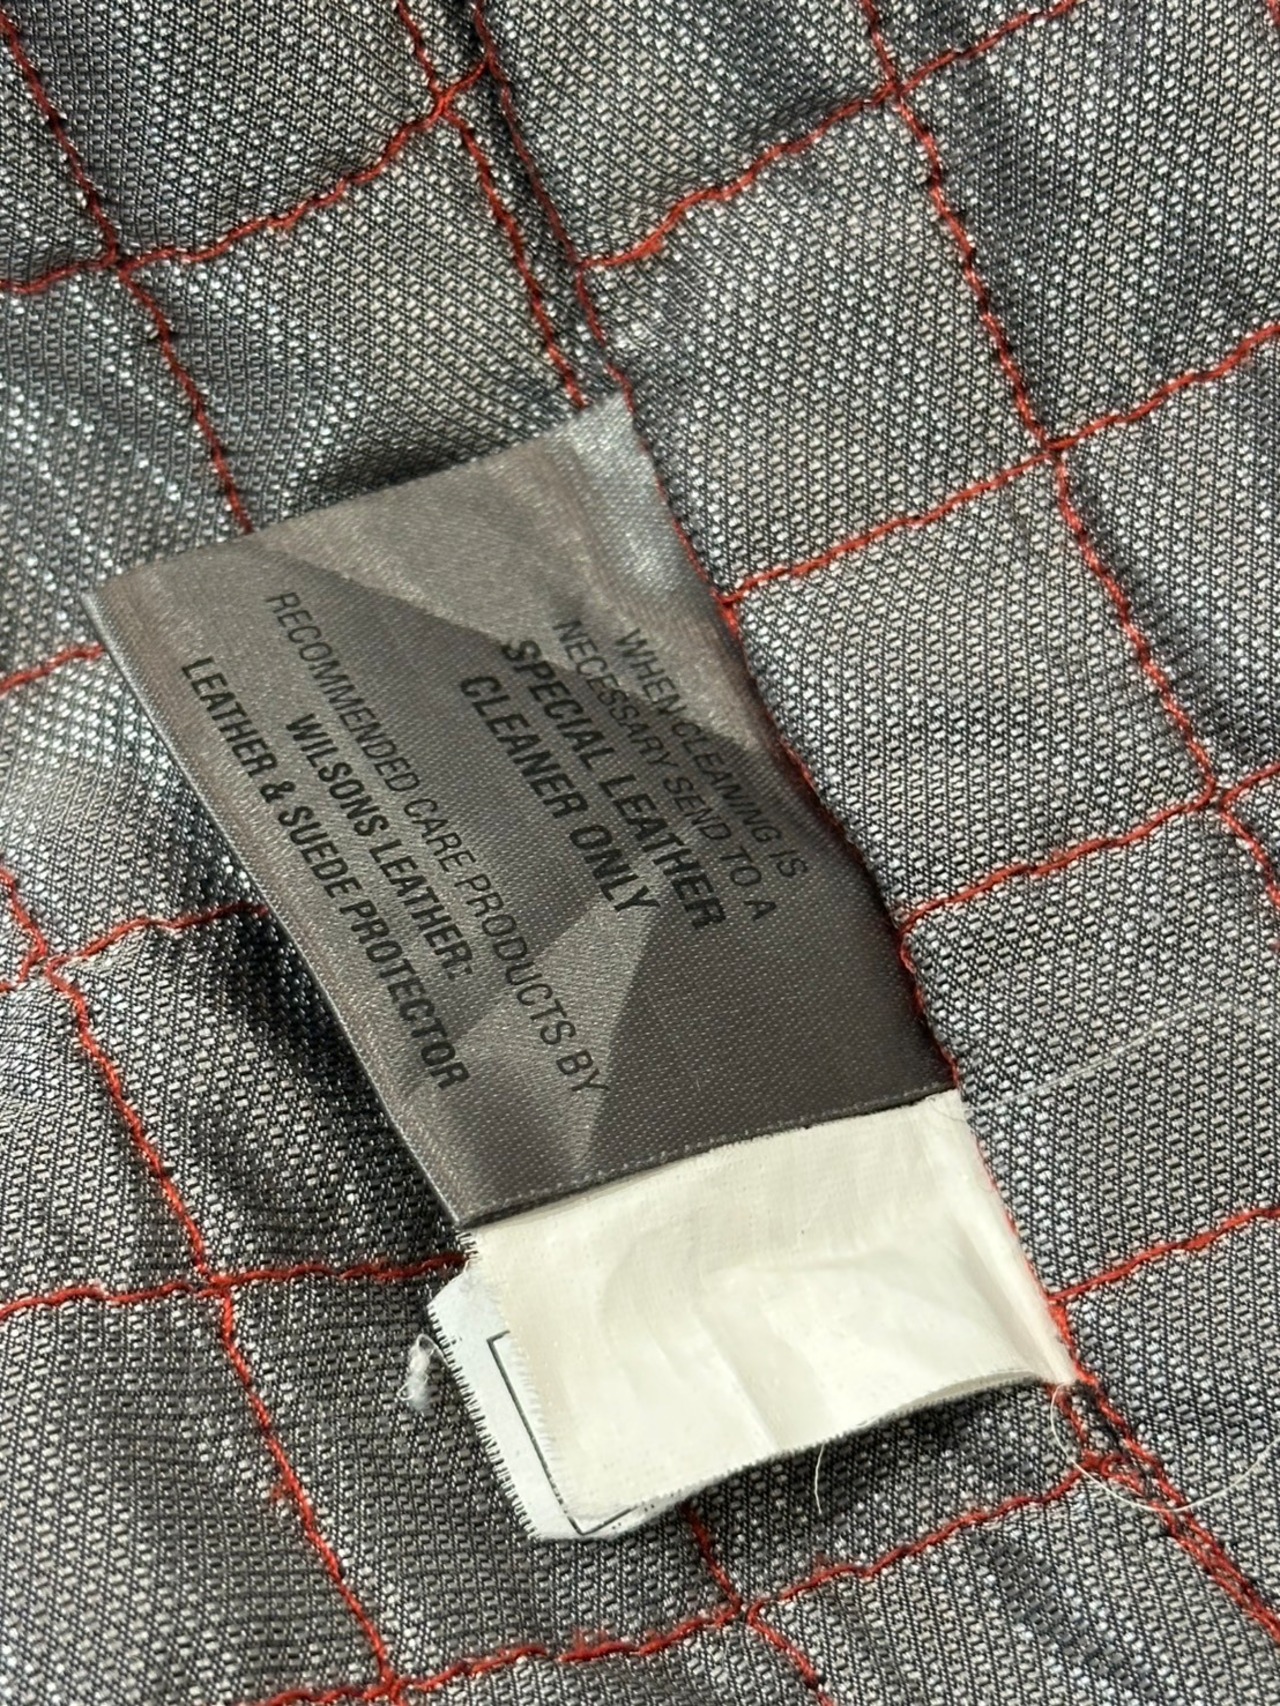 WHEN CLEANING IS
NECESSARY SEND TO A
SPECIAL LEATHER
CLEANER ONLY
RECOMMENDED CARE PRODUCTS BY
WILSONS LEATHER:
LEATHER & SUEDE PROTECTOR